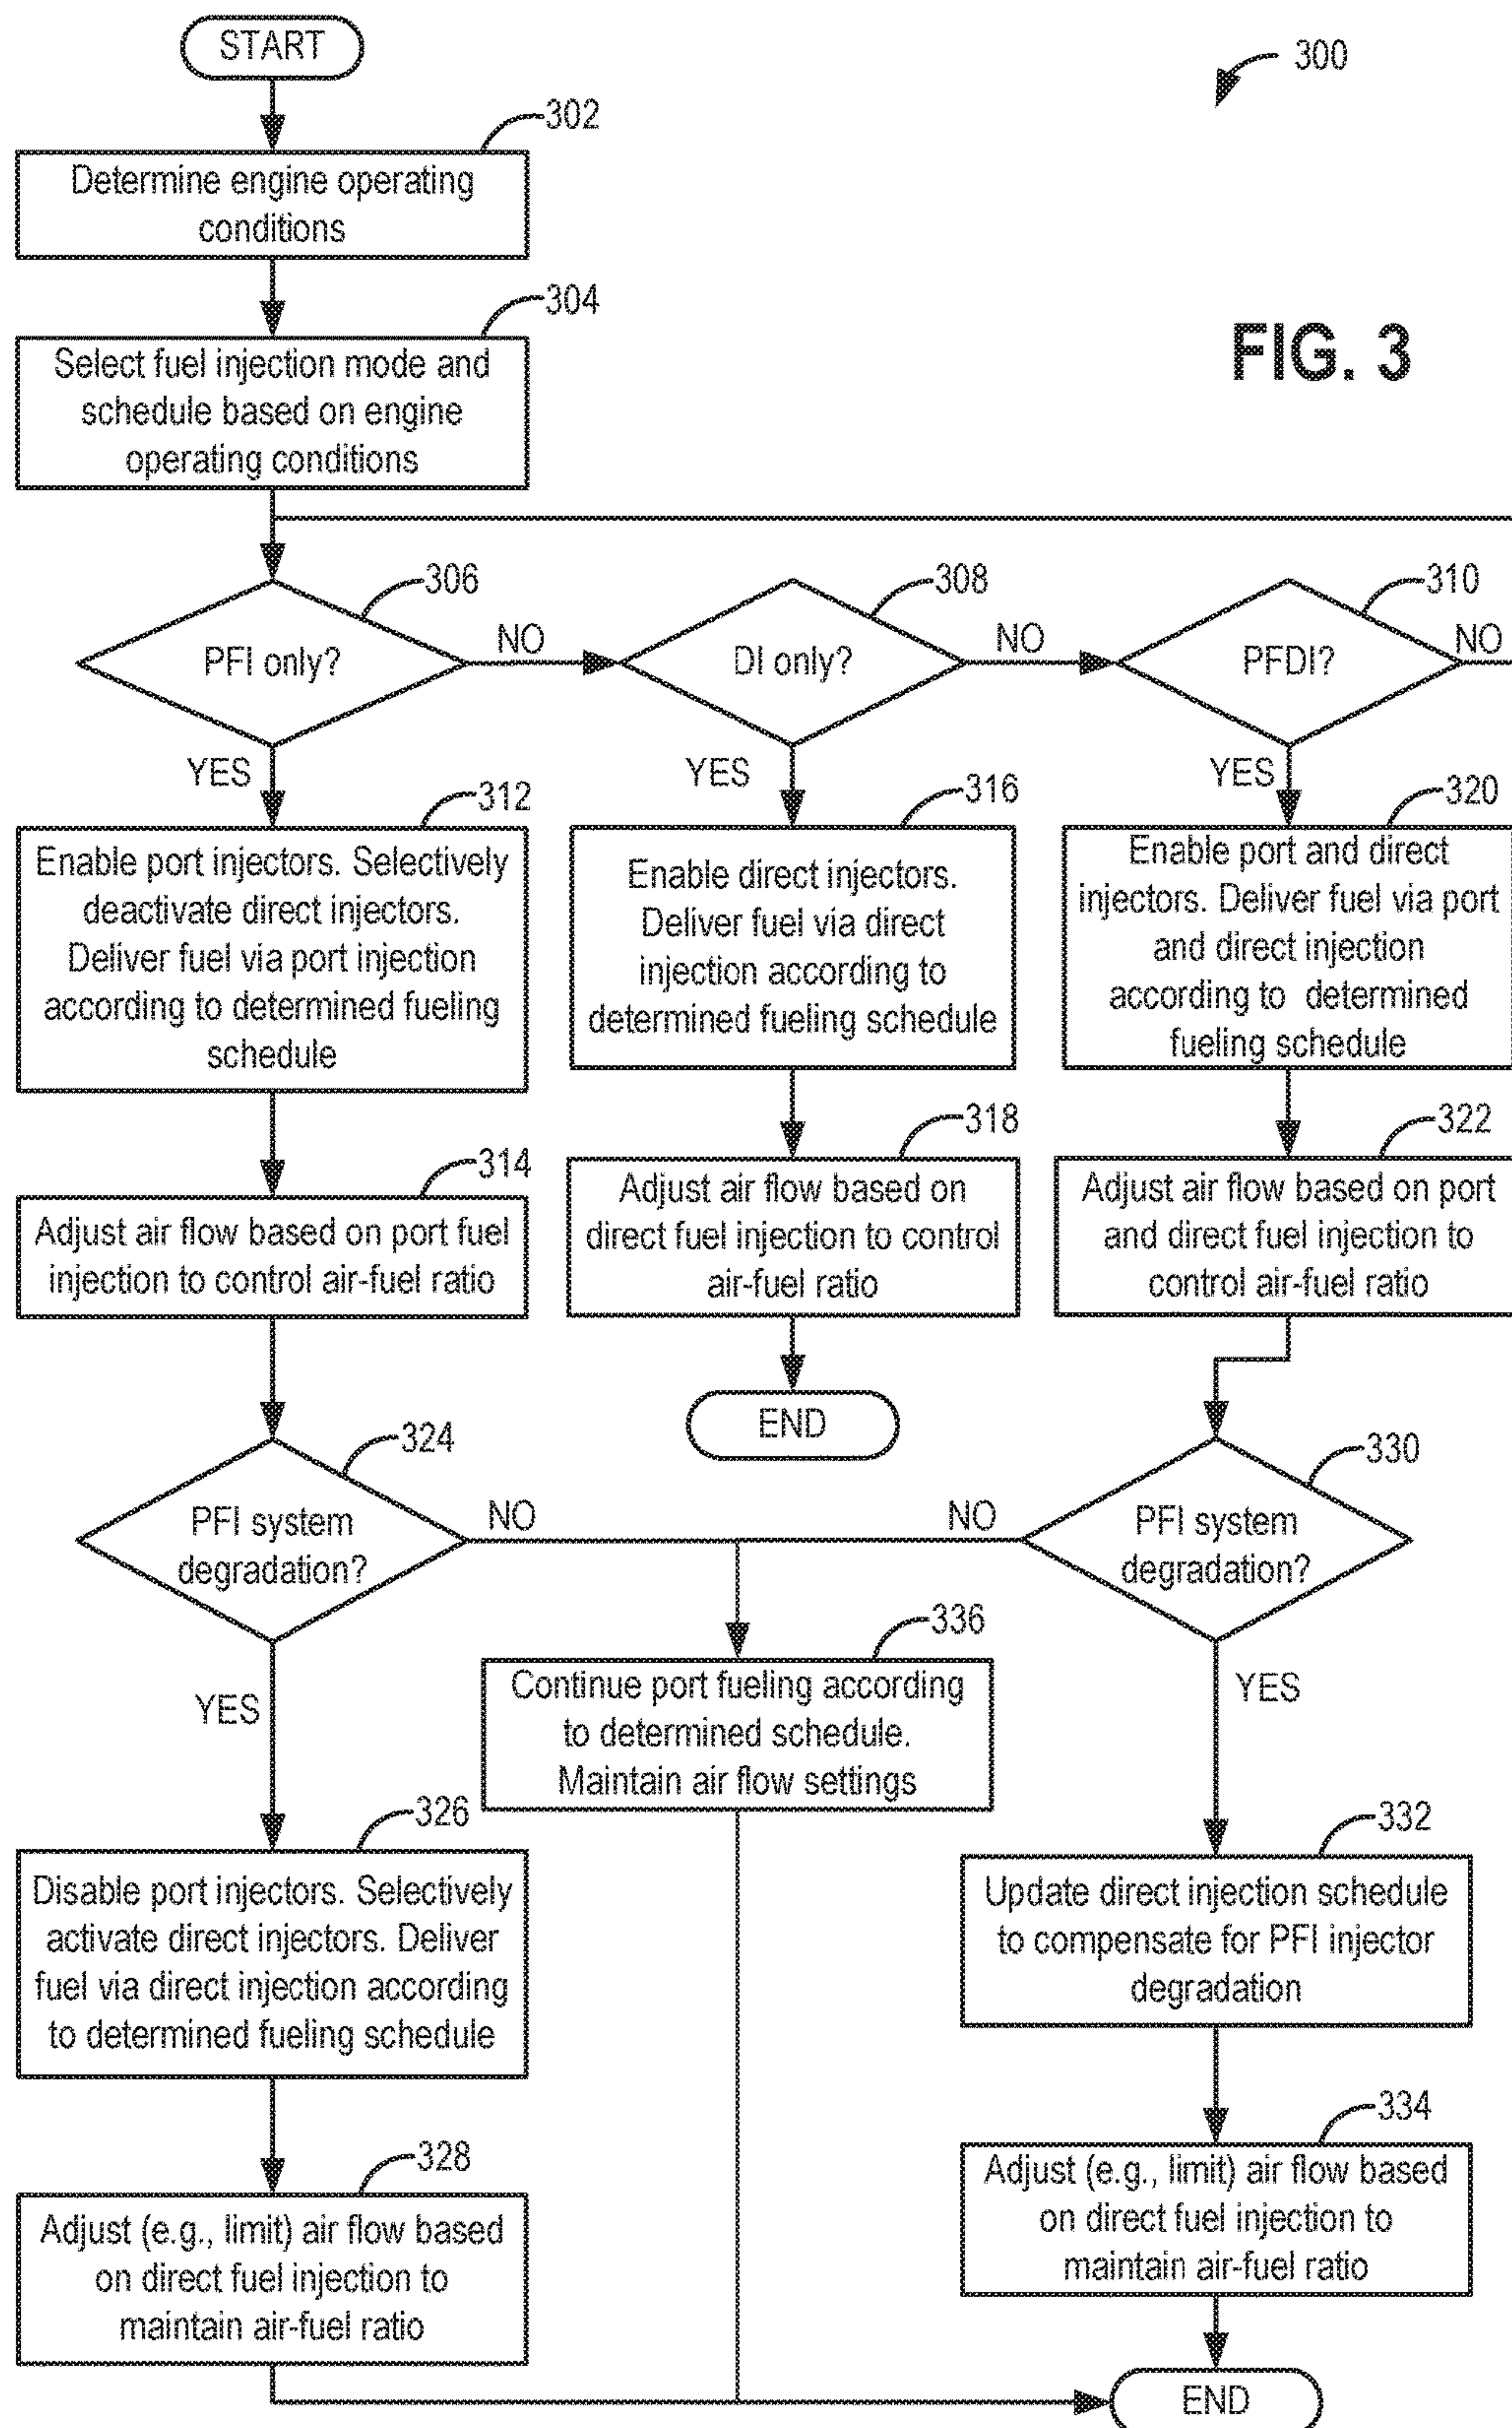 START
300
302
Determine engine operating
conditions
304
Select fuel injection mode and
schedule based on engine
operating conditions
FIG. 3
306
PFI only?
NO
308
DI only?
NO
310
PFDI?
NO
YES
YES
YES
312
Enable port injectors. Selectively
deactivate direct injectors.
Deliver fuel via port injection
according to determined fueling
schedule
316
Enable direct injectors.
Deliver fuel via direct
injection according to
determined fueling schedule
320
Enable port and direct
injectors. Deliver fuel via port
and direct injection
according to determined
fueling schedule
314
Adjust air flow based on port fuel
injection to control air-fuel ratio
318
Adjust air flow based on
direct fuel injection to control
air-fuel ratio
322
Adjust air flow based on port
and direct fuel injection to
control air-fuel ratio
END
324
PFI system
degradation?
NO
NO
330
PFI system
degradation?
YES
336
Continue port fueling according
to determined schedule.
Maintain air flow settings
YES
326
Disable port injectors. Selectively
activate direct injectors. Deliver
fuel via direct injection according
to determined fueling schedule
332
Update direct injection schedule
to compensate for PFI injector
degradation
328
Adjust (e.g., limit) air flow based
on direct fuel injection to
maintain air-fuel ratio
334
Adjust (e.g., limit) air flow based
on direct fuel injection to
maintain air-fuel ratio
END